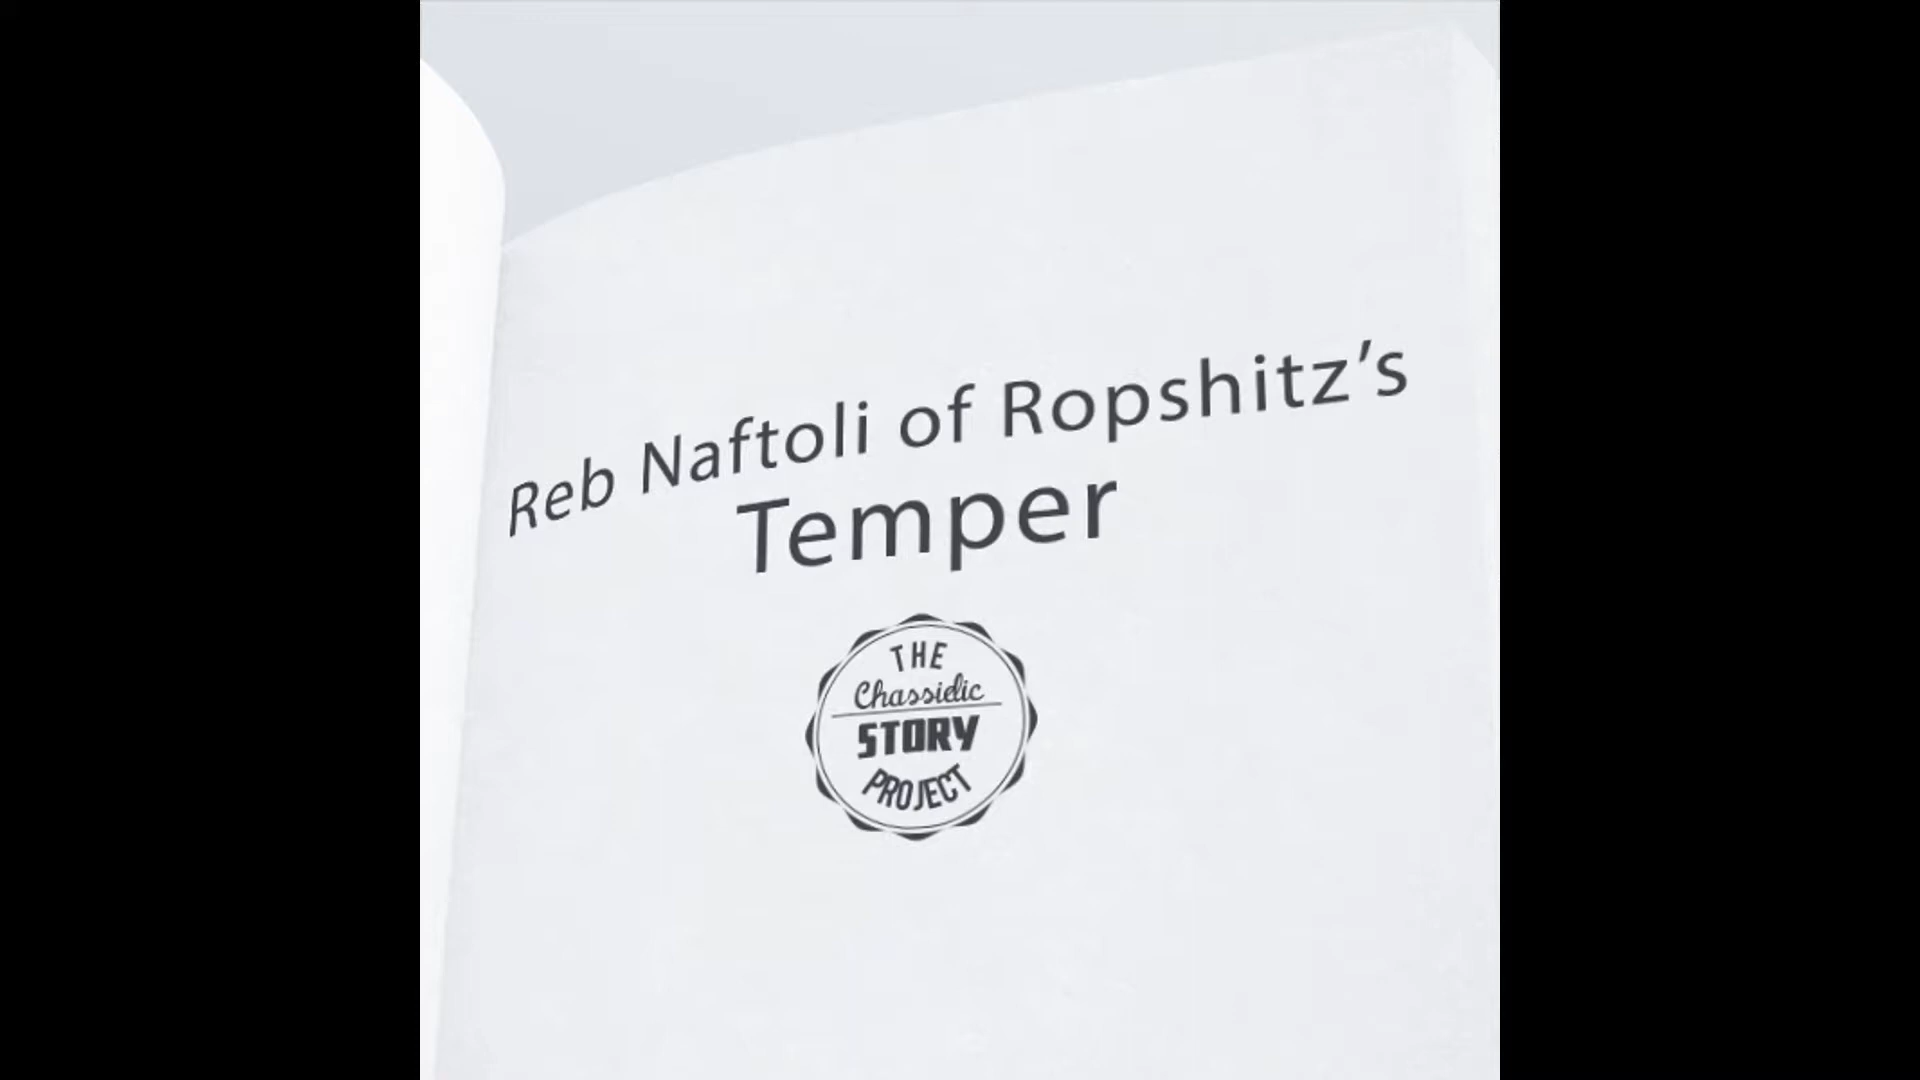 Reb Naftoli of Ropshitz’s
Temper
THE
Chassidic
STORY
PROJECT